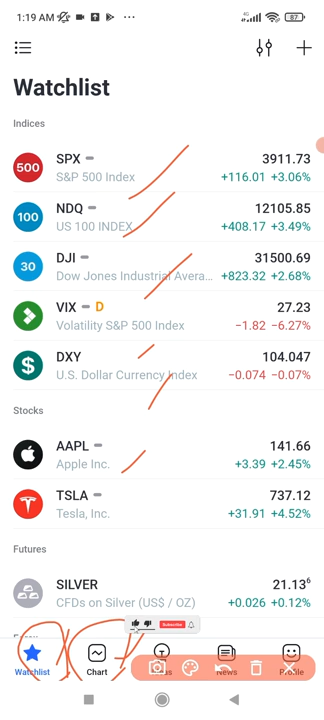 1:19 AM 4G 87
Watchlist
Indices
500 SPX 3911.73
S&P 500 Index +116.01 +3.06%
100 NDQ 12105.85
US 100 INDEX +408.17 +3.49%
30 DJI 31500.69
Dow Jones Industrial Avera... +823.32 +2.68%
VIX D 27.23
Volatility S&P 500 Index −1.82 −6.27%
$ DXY 104.047
U.S. Dollar Currency Index −0.074 −0.07%
Stocks
AAPL 141.66
Apple Inc. +3.39 +2.45%
TSLA 737.12
Tesla, Inc. +31.91 +4.52%
Futures
SILVER 21.13⁶
CFDs on Silver (US$ / OZ) +0.026 +0.12%
Subscribe
Watchlist Chart News Profile